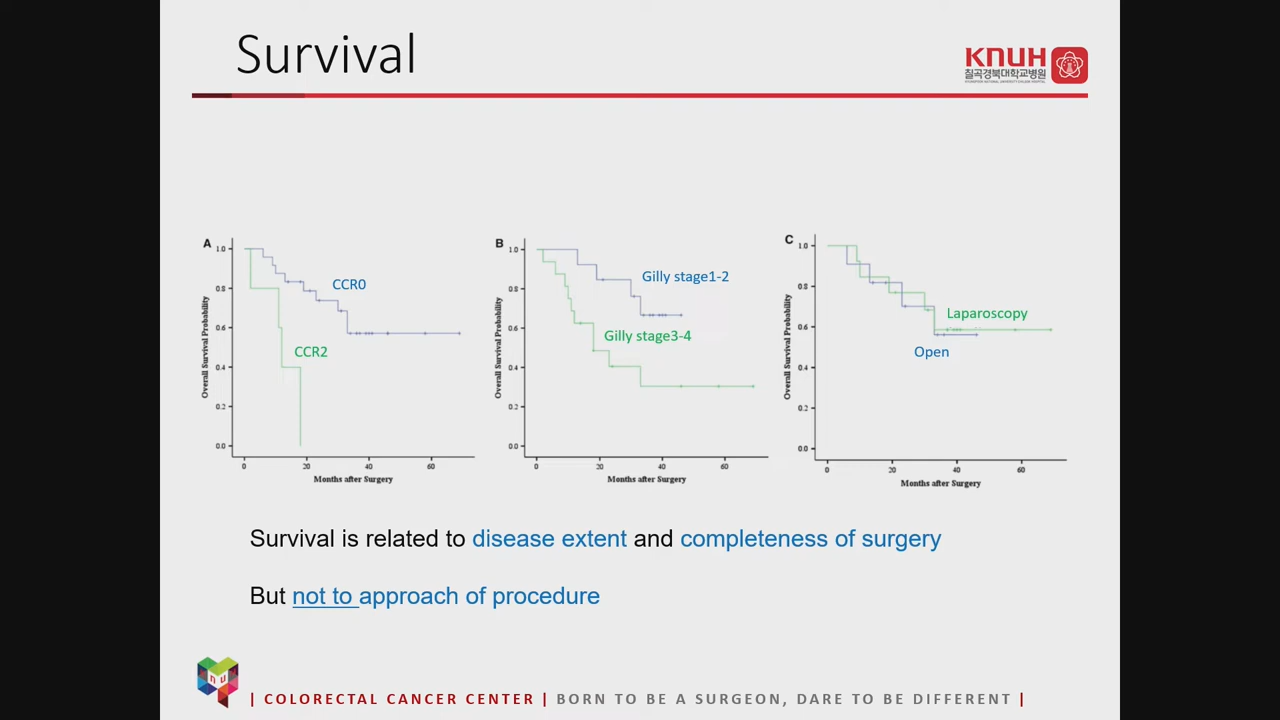 Survival
KNUH
칠곡경북대학교병원
A
1.0
0.8
0.6
0.4
0.2
0.0
Overall Survival Probability
CCR0
CCR2
0 20 40 60
Months after Surgery
B
1.0
0.8
0.6
0.4
0.2
0.0
Overall Survival Probability
Gilly stage1-2
Gilly stage3-4
0 20 40 60
Months after Surgery
C
1.0
0.8
0.6
0.4
0.2
0.0
Overall Survival Probability
Laparoscopy
Open
0 20 40 60
Months after Surgery
Survival is related to disease extent and completeness of surgery
But not to approach of procedure
| COLORECTAL CANCER CENTER | BORN TO BE A SURGEON, DARE TO BE DIFFERENT |